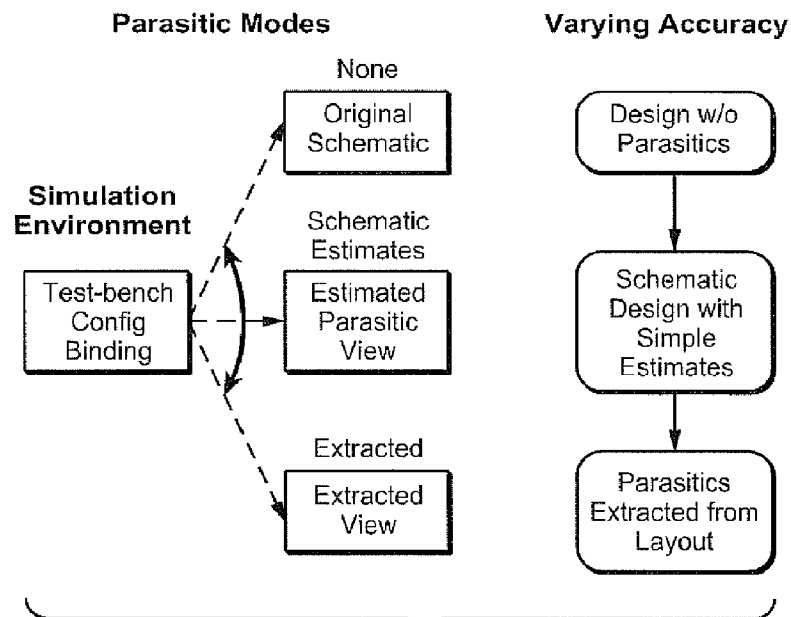 Parasitic Modes
Varying Accuracy
None
Original
Schematic
Design w/o
Parasitics
Simulation
Environment
Schematic
Estimates
Test-bench
Config
Binding
Estimated
Parasitic
View
Schematic
Design with
Simple
Estimates
Extracted
Extracted
View
Parasitics
Extracted from
Layout